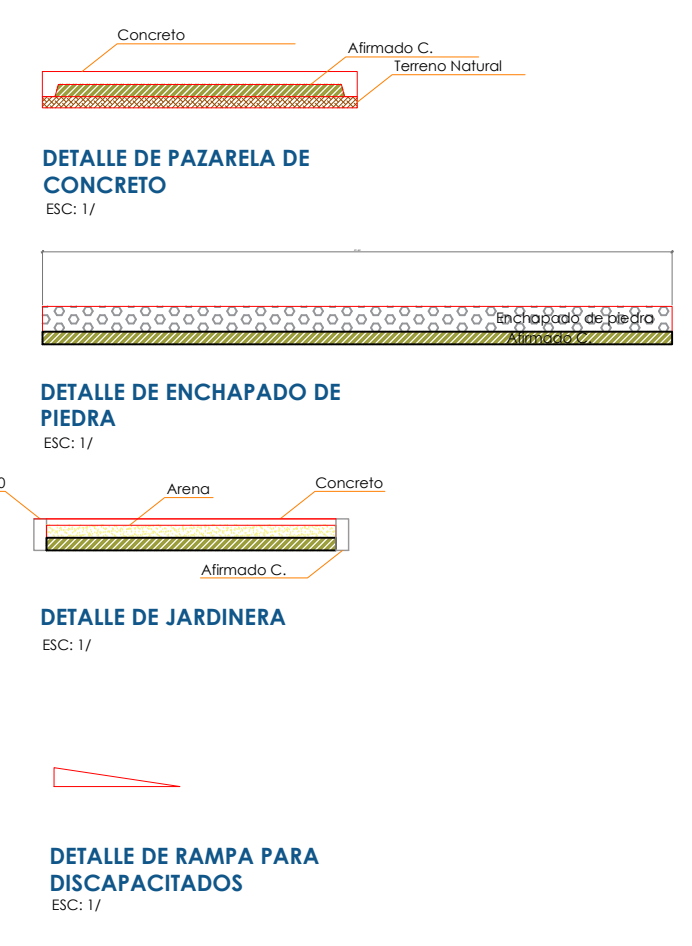 Concreto
Afirmado C.
Terreno Natural
DETALLE DE PAZARELA DE
CONCRETO
ESC: 1/
Enchapado de piedra
Afirmado C.
DETALLE DE ENCHAPADO DE
PIEDRA
ESC: 1/
0
Arena
Concreto
Afirmado C.
DETALLE DE JARDINERA
ESC: 1/
DETALLE DE RAMPA PARA
DISCAPACITADOS
ESC: 1/